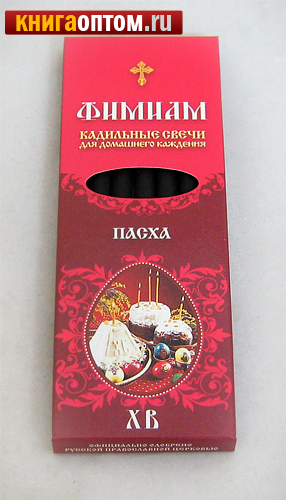 книгаоптом.ru
ФИМИАМ
КАДИЛЬНЫЕ СВЕЧИ
ДЛЯ ДОМАШНЕГО КАЖДЕНИЯ
ПАСХА
ХВ
ОФИЦИАЛЬНО ОДОБРЕНО
РУССКОЙ ПРАВОСЛАВНОЙ ЦЕРКОВЬЮ